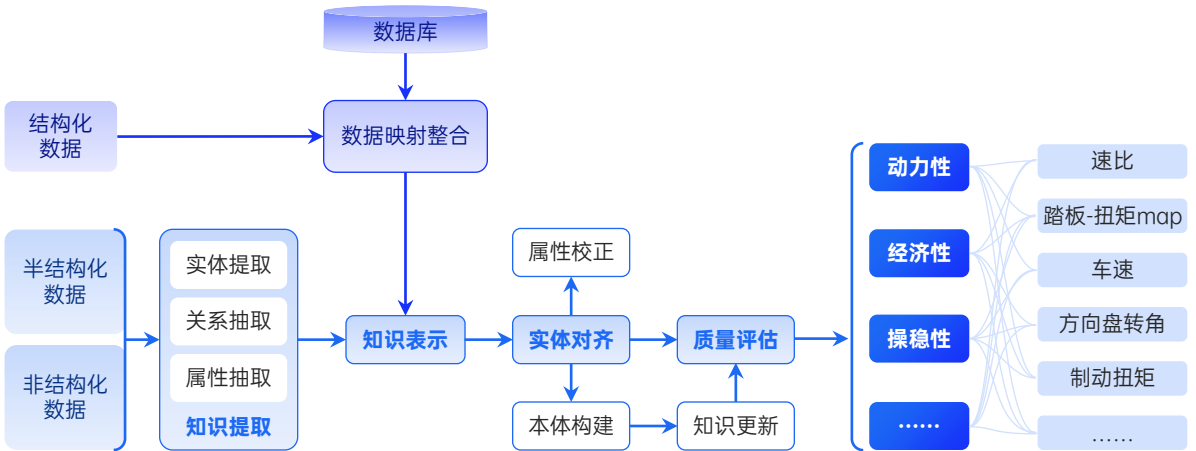 数据库
结构化
数据
数据映射整合
半结构化
数据
非结构化
数据
实体提取
关系抽取
属性抽取
知识提取
知识表示
属性校正
实体对齐
本体构建
质量评估
知识更新
动力性
经济性
操稳性
……
速比
踏板-扭矩map
车速
方向盘转角
制动扭矩
……